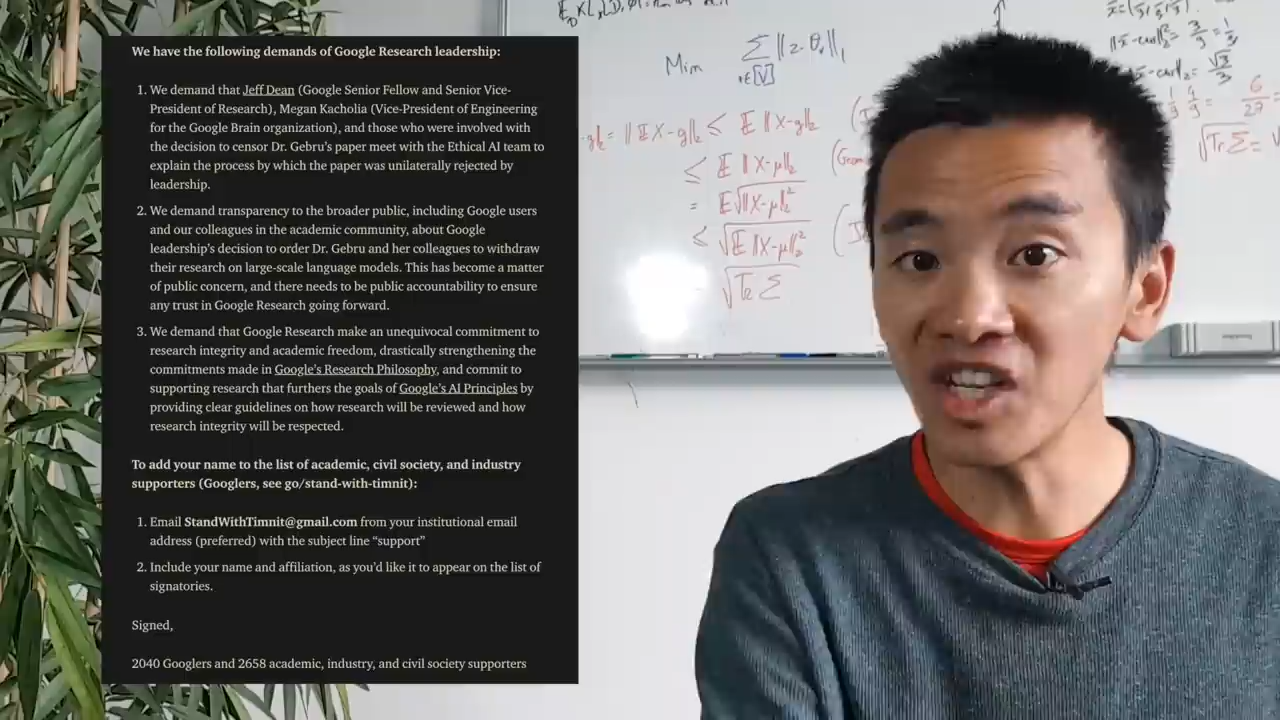 We have the following demands of Google Research leadership:
1. We demand that Jeff Dean (Google Senior Fellow and Senior Vice-
President of Research), Megan Kacholia (Vice-President of Engineering
for the Google Brain organization), and those who were involved with
the decision to censor Dr. Gebru's paper meet with the Ethical AI team to
explain the process by which the paper was unilaterally rejected by
leadership.
2. We demand transparency to the broader public, including Google users
and our colleagues in the academic community, about Google
leadership's decision to order Dr. Gebru and her colleagues to withdraw
their research on large-scale language models. This has become a matter
of public concern, and there needs to be public accountability to ensure
any trust in Google Research going forward.
3. We demand that Google Research make an unequivocal commitment to
research integrity and academic freedom, drastically strengthening the
commitments made in Google's Research Philosophy, and commit to
supporting research that furthers the goals of Google's AI Principles by
providing clear guidelines on how research will be reviewed and how
research integrity will be respected.
To add your name to the list of academic, civil society, and industry
supporters (Googlers, see go/stand-with-timnit):
1. Email StandWithTimnit@gmail.com from your institutional email
address (preferred) with the subject line “support”
2. Include your name and affiliation, as you'd like it to appear on the list of
signatories.
Signed,
2040 Googlers and 2658 academic, industry, and civil society supporters
Min Σ ‖z-θᵥ‖₁
v∈[V]
= ‖𝔼X-g‖₂ ≤ 𝔼‖X-g‖₂
≤ 𝔼‖X-μ‖₂
= 𝔼√‖X-μ‖₂²
≤ √𝔼‖X-μ‖₂²
√Tr Σ